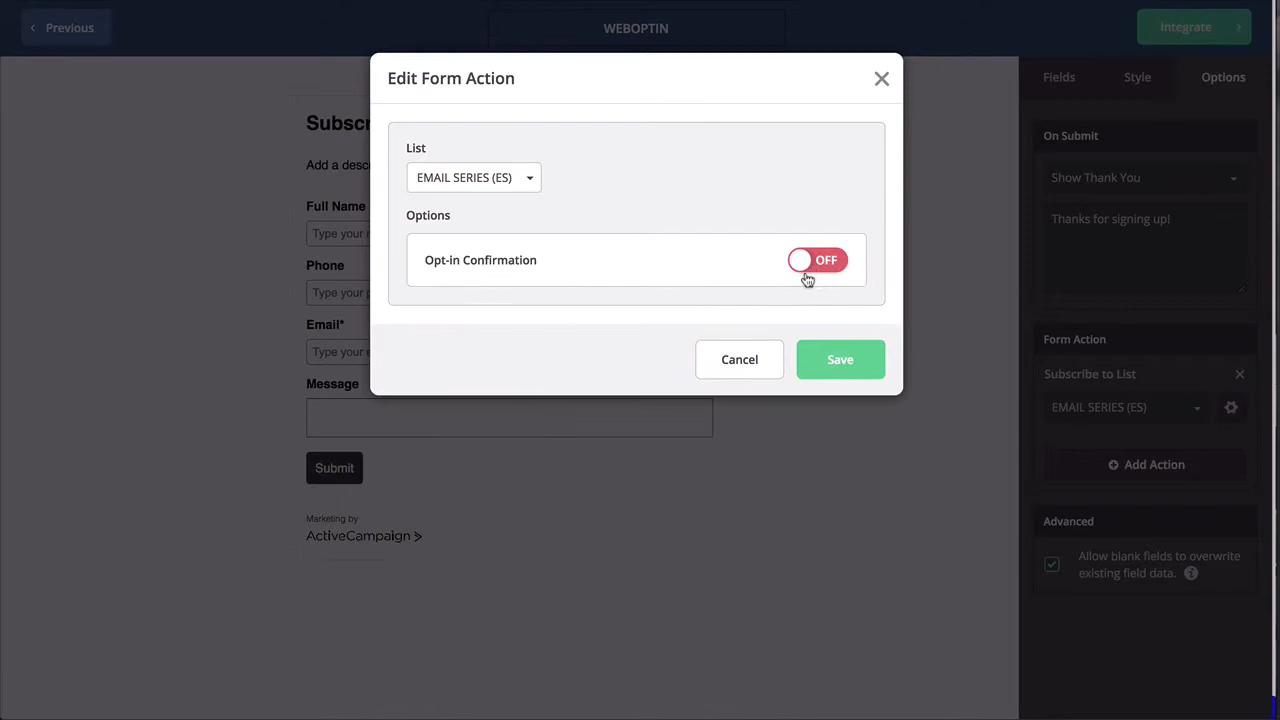 Previous
WEBOPTIN
Integrate
Edit Form Action
Fields
Style
Options
List
EMAIL SERIES (ES)
Options
Opt-in Confirmation
OFF
Cancel
Save
Add a
Full Name
Type your
Phone
Type your
Email*
Type your
Message
Submit
Marketing by
ActiveCampaign >
On Submit
Show Thank You
Thanks for signing up!
Form Action
Subscribe to List
EMAIL SERIES (ES)
Add Action
Advanced
Allow blank fields to overwrite
existing field data.